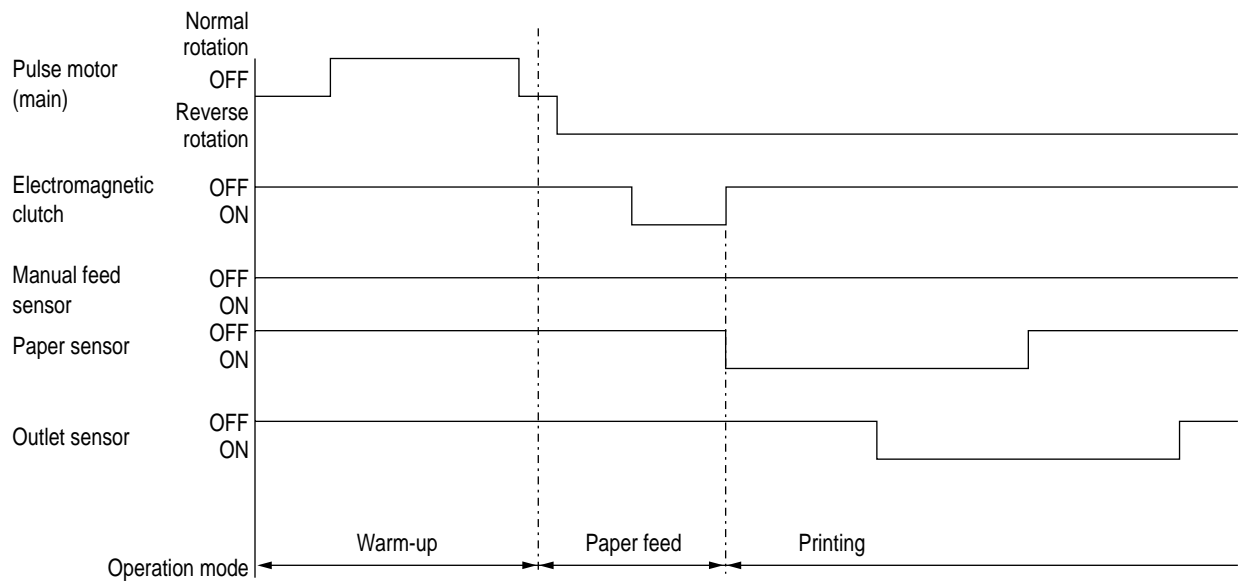 Normal
rotation
Pulse motor
(main)
OFF
Reverse
rotation
Electromagnetic
clutch
OFF
ON
Manual feed
sensor
OFF
ON
Paper sensor
OFF
ON
Outlet sensor
OFF
ON
Operation mode
Warm-up
Paper feed
Printing